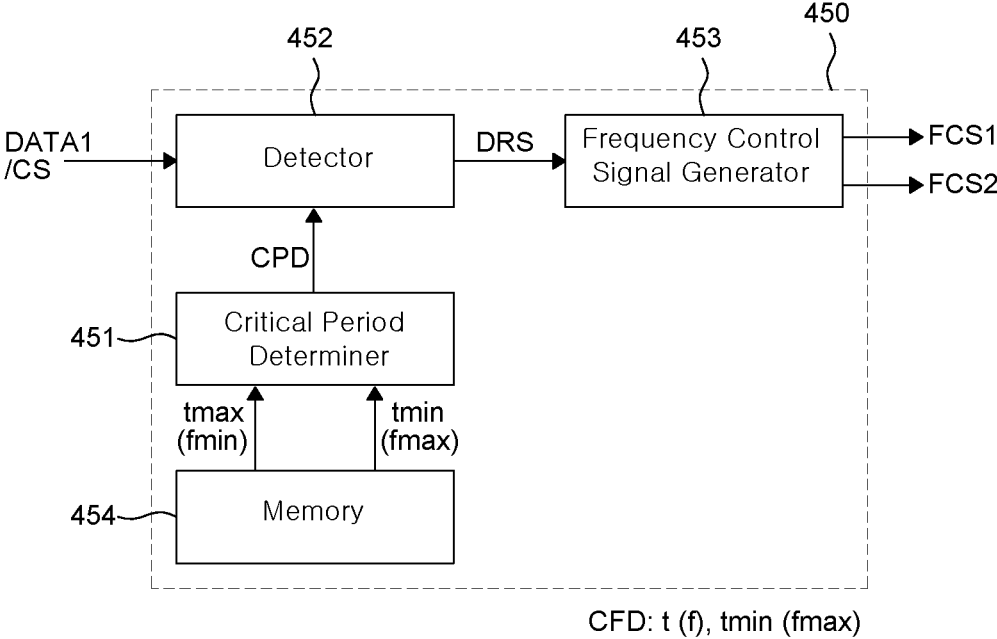 450
452
453
DATA1
/CS
Detector
DRS
Frequency Control
Signal Generator
FCS1
FCS2
CPD
451
Critical Period
Determiner
tmax
(fmin)
tmin
(fmax)
454
Memory
CFD: t (f), tmin (fmax)